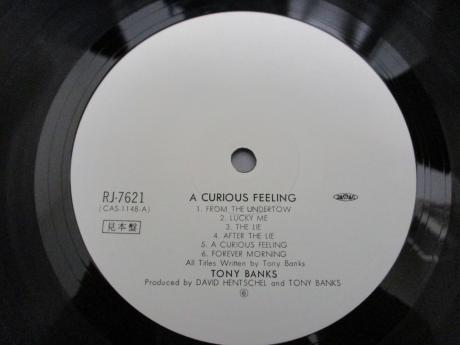 RJ-7621
(CAS-1148-A)
見本盤
A CURIOUS FEELING
1. FROM THE UNDERTOW
2. LUCKY ME
3. THE LIE
4. AFTER THE LIE
5. A CURIOUS FEELING
6. FOREVER MORNING
All Titles Written by Tony Banks
TONY BANKS
Produced by DAVID HENTSCHEL and TONY BANKS